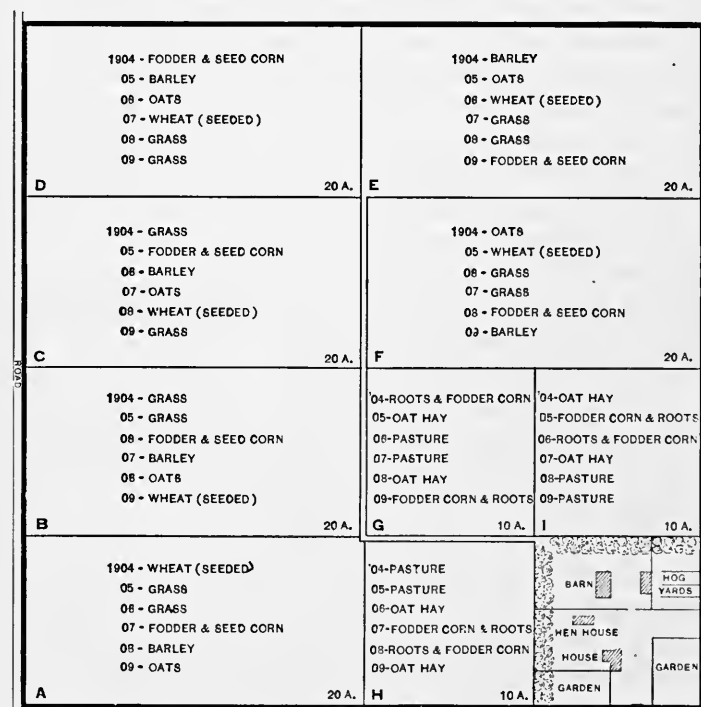 1904 - FODDER & SEED CORN
05 - BARLEY
06 - OATS
07 - WHEAT (SEEDED)
08 - GRASS
09 - GRASS
D 20 A.
1904 - BARLEY
05 - OATS
06 - WHEAT (SEEDED)
07 - GRASS
08 - GRASS
09 - FODDER & SEED CORN
E 20 A.
1904 - GRASS
05 - FODDER & SEED CORN
06 - BARLEY
07 - OATS
08 - WHEAT (SEEDED)
09 - GRASS
C 20 A.
1904 - OATS
05 - WHEAT (SEEDED)
06 - GRASS
07 - GRASS
08 - FODDER & SEED CORN
09 - BARLEY
F 20 A.
ROAD
1904 - GRASS
05 - GRASS
06 - FODDER & SEED CORN
07 - BARLEY
08 - OATS
09 - WHEAT (SEEDED)
B 20 A.
'04-ROOTS & FODDER CORN
05-OAT HAY
06-PASTURE
07-PASTURE
08-OAT HAY
09-FODDER CORN & ROOTS
G 10 A.
'04-OAT HAY
05-FODDER CORN & ROOTS
06-ROOTS & FODDER CORN
07-OAT HAY
08-PASTURE
09-PASTURE
I 10 A.
1904 - WHEAT (SEEDED)
05 - GRASS
06 - GRASS
07 - FODDER & SEED CORN
08 - BARLEY
09 - OATS
A 20 A.
'04-PASTURE
05-PASTURE
06-OAT HAY
07-FODDER CORN & ROOTS
08-ROOTS & FODDER CORN
09-OAT HAY
H 10 A.
BARN
HOG
YARDS
HEN HOUSE
HOUSE
GARDEN
GARDEN